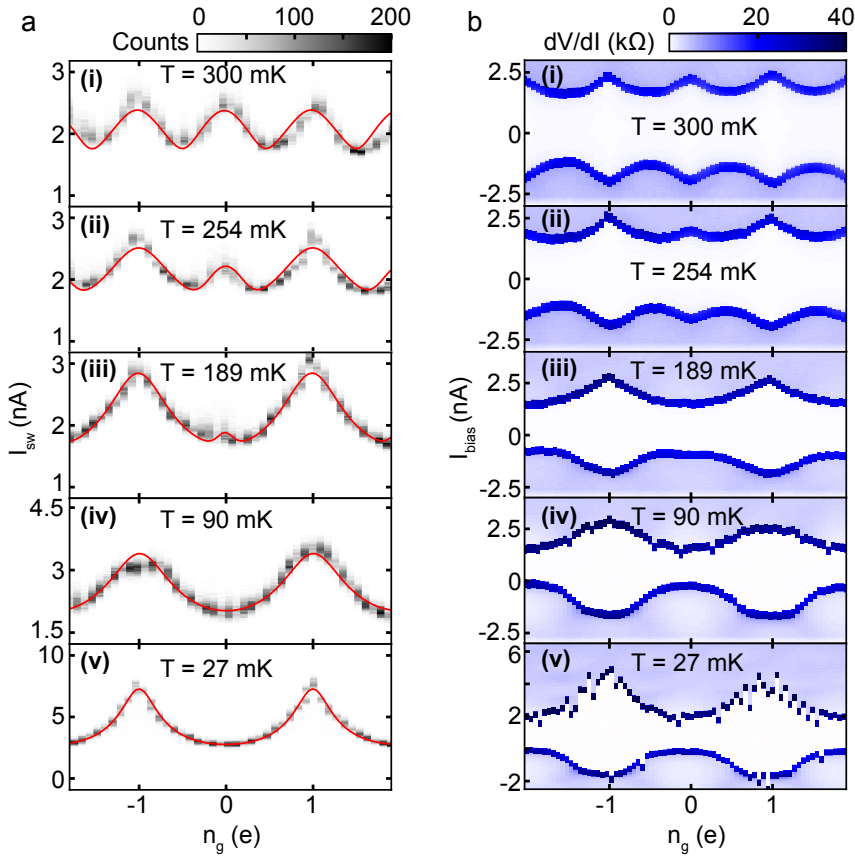 a
Counts
0
100
200
(i)
T = 300 mK
3
2
1
(ii)
T = 254 mK
3
2
1
(iii)
T = 189 mK
3
2
1
(iv)
T = 90 mK
4.5
3
1.5
(v)
T = 27 mK
10
5
0
I_sw (nA)
-1
0
1
n_g (e)
b
dV/dI (kΩ)
0
20
40
(i)
T = 300 mK
2.5
0
-2.5
(ii)
T = 254 mK
2.5
0
-2.5
(iii)
T = 189 mK
2.5
0
-2.5
(iv)
T = 90 mK
2.5
0
-2.5
(v)
T = 27 mK
6
2
-2
I_bias (nA)
-1
0
1
n_g (e)